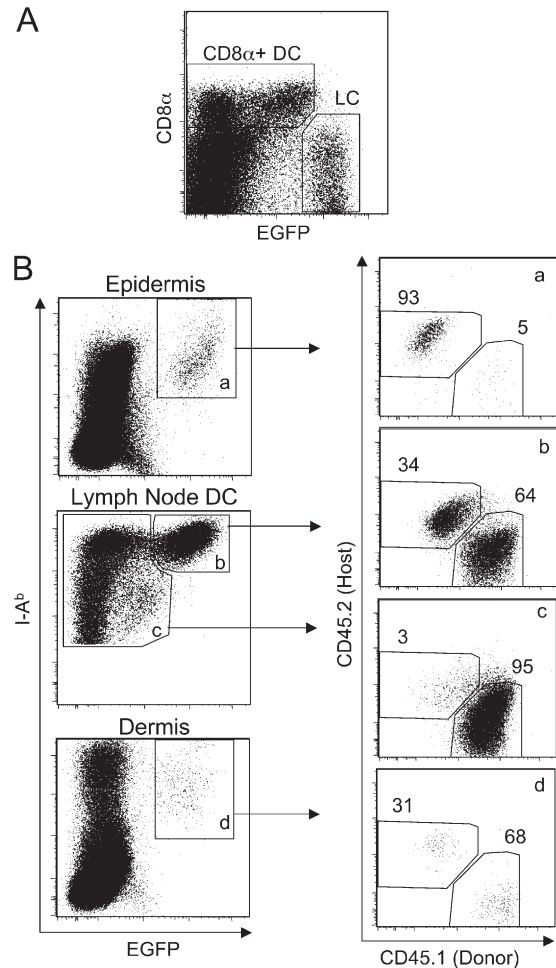 A
CD8α+ DC
LC
CD8α
EGFP
B
Epidermis
a
Lymph Node DC
b
c
Dermis
d
I-Aᵇ
EGFP
a
93
5
b
34
64
c
3
95
d
31
68
CD45.2 (Host)
CD45.1 (Donor)